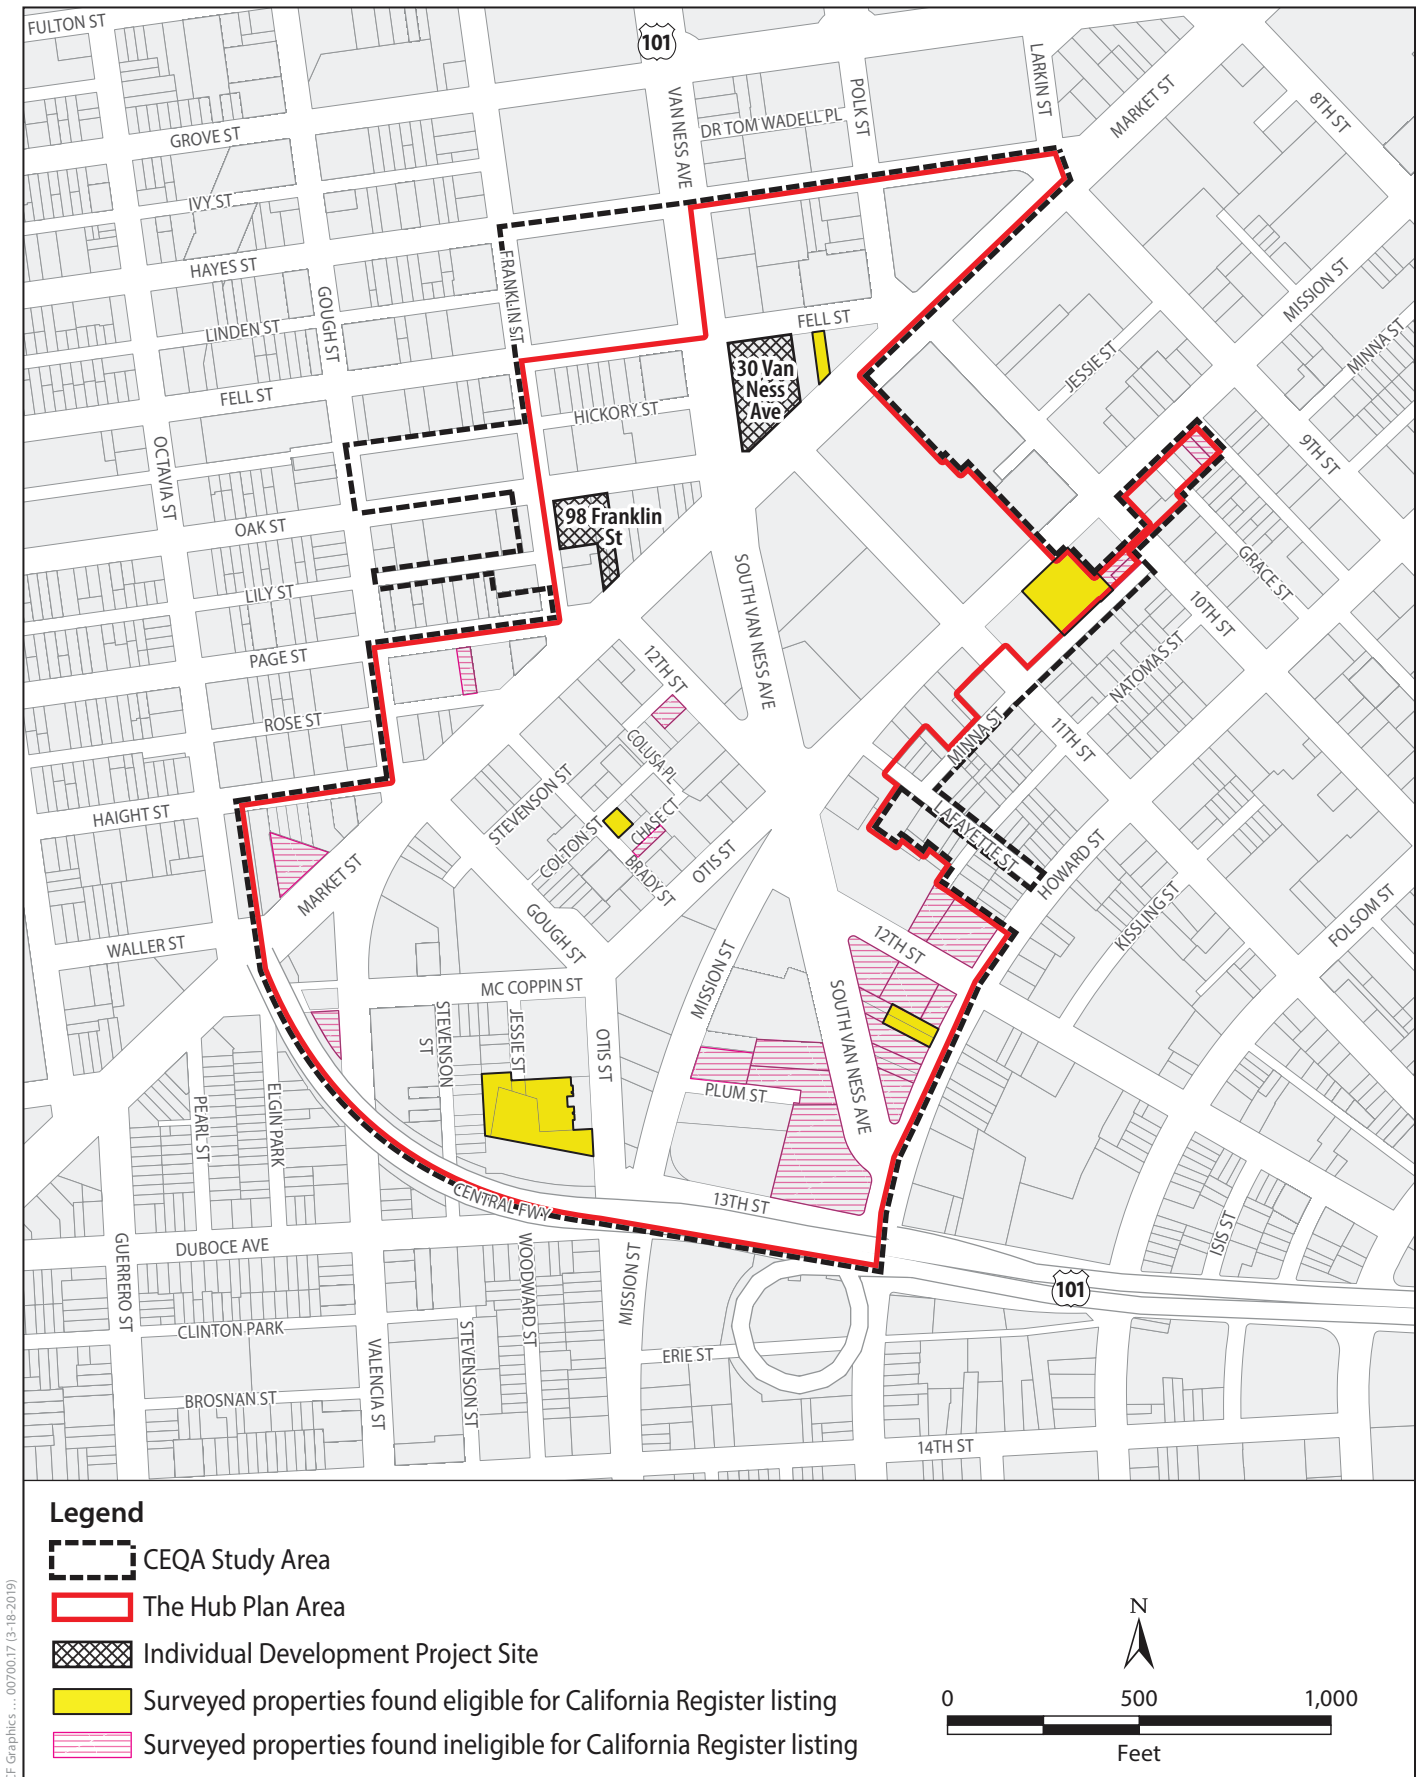 FULTON ST
101
VAN NESS AVE
DR TOM WADELL PL
POLK ST
LARKIN ST
MARKET ST
8TH ST
GROVE ST
IVY ST
HAYES ST
FRANKLIN ST
GOUGH ST
LINDEN ST
FELL ST
MISSION ST
MINNA ST
JESSIE ST
30 Van
Ness
Ave
FELL ST
HICKORY ST
OCTAVIA ST
9TH ST
OAK ST
98 Franklin
St
SOUTH VAN NESS AVE
GRACE ST
LILY ST
10TH ST
PAGE ST
12TH ST
NATOMAS ST
ROSE ST
COLUSA PL
MINNA ST
11TH ST
HAIGHT ST
STEVENSON ST
COLTON ST
CHASE CT
BRADY ST
OTIS ST
LAFAYETTE ST
HOWARD ST
MARKET ST
KISSLING ST
FOLSOM ST
WALLER ST
GOUGH ST
12TH ST
MISSION ST
MC COPPIN ST
STEVENSON
ST
JESSIE ST
OTIS ST
SOUTH VAN NESS AVE
PLUM ST
PEARL ST
ELGIN PARK
CENTRAL FWY
13TH ST
ISIS ST
GUERRERO ST
DUBOCE AVE
WOODWARD ST
MISSION ST
101
CLINTON PARK
VALENCIA ST
STEVENSON ST
ERIE ST
BROSNAN ST
14TH ST
Legend
CEQA Study Area
The Hub Plan Area
Individual Development Project Site
Surveyed properties found eligible for California Register listing
Surveyed properties found ineligible for California Register listing
N
0 500 1,000
Feet
Graphics … 00700.17 (3-18-2019)